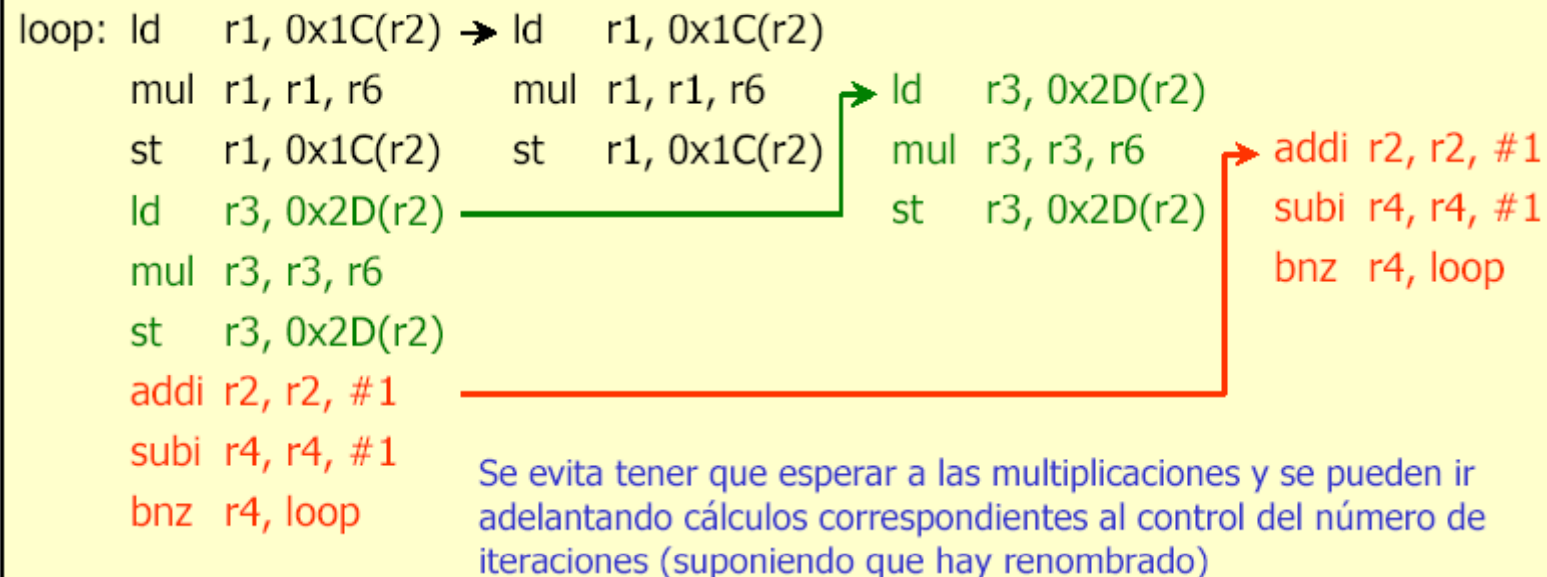 loop: ld r1, 0x1C(r2) ld r1, 0x1C(r2)
mul r1, r1, r6 mul r1, r1, r6 ld r3, 0x2D(r2)
st r1, 0x1C(r2) st r1, 0x1C(r2) mul r3, r3, r6 addi r2, r2, #1
ld r3, 0x2D(r2) st r3, 0x2D(r2) subi r4, r4, #1
mul r3, r3, r6 bnz r4, loop
st r3, 0x2D(r2)
addi r2, r2, #1
subi r4, r4, #1
bnz r4, loop
Se evita tener que esperar a las multiplicaciones y se pueden ir
adelantando cálculos correspondientes al control del número de
iteraciones (suponiendo que hay renombrado)